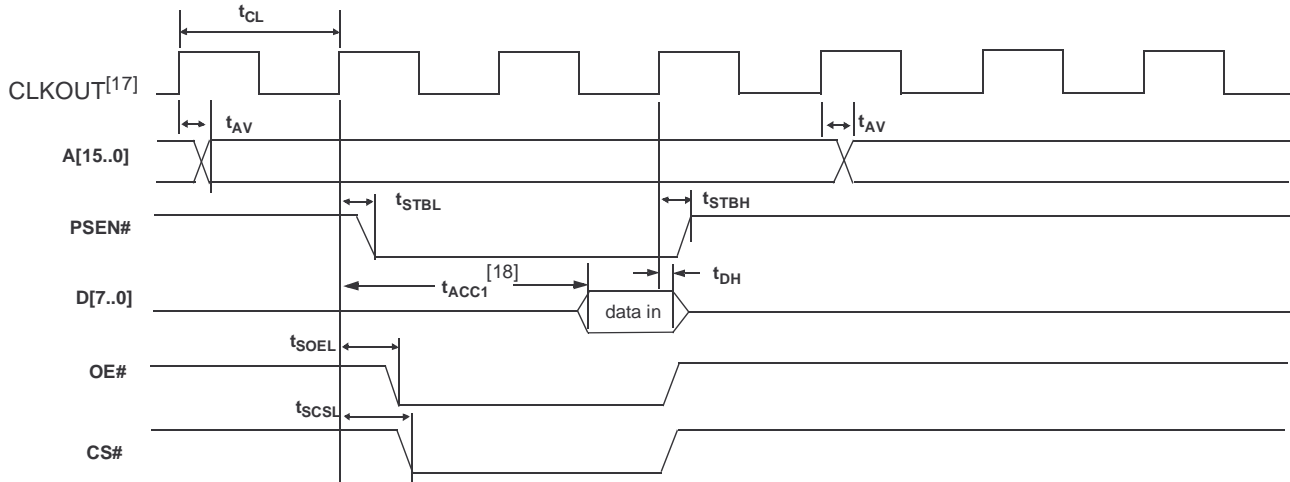 tCL
CLKOUT[17]
tAV
tAV
A[15..0]
tSTBL
tSTBH
PSEN#
[18]
tACC1
tDH
D[7..0]
data in
tSOEL
OE#
tSCSL
CS#